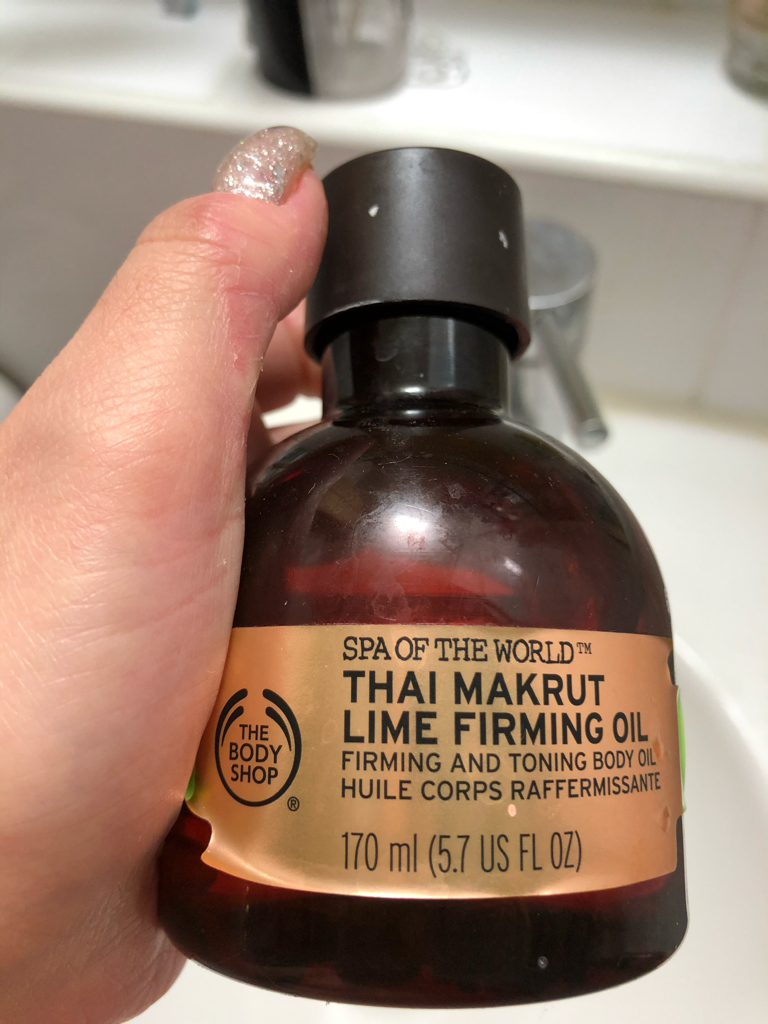 SPA OF THE WORLD™
THAI MAKRUT
LIME FIRMING OIL
FIRMING AND TONING BODY OIL
HUILE CORPS RAFFERMISSANTE
170 ml (5.7 US FL OZ)
THE
BODY
SHOP
®